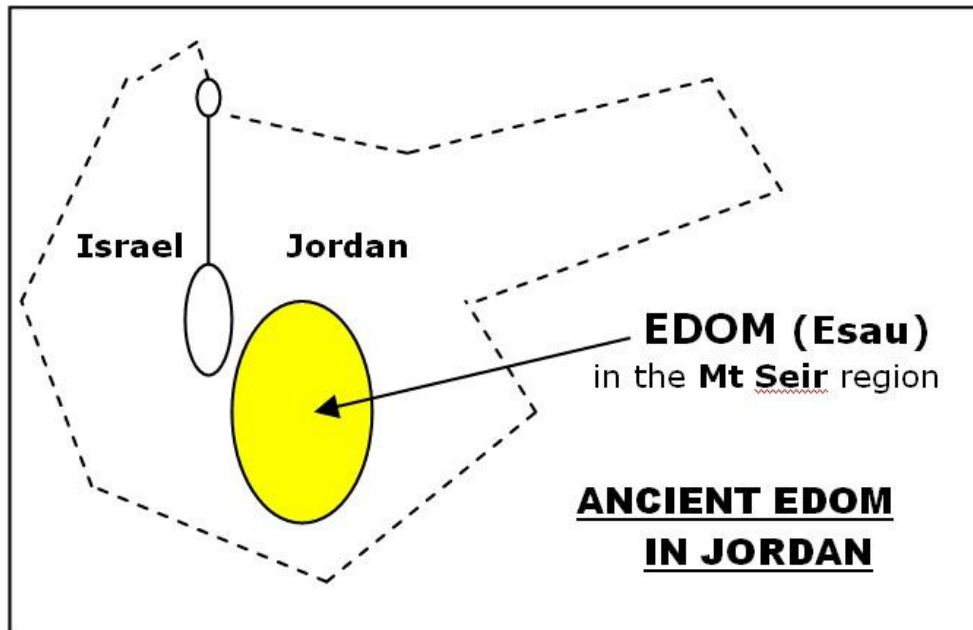 Israel
Jordan
EDOM (Esau)
in the Mt Seir region
ANCIENT EDOM
IN JORDAN